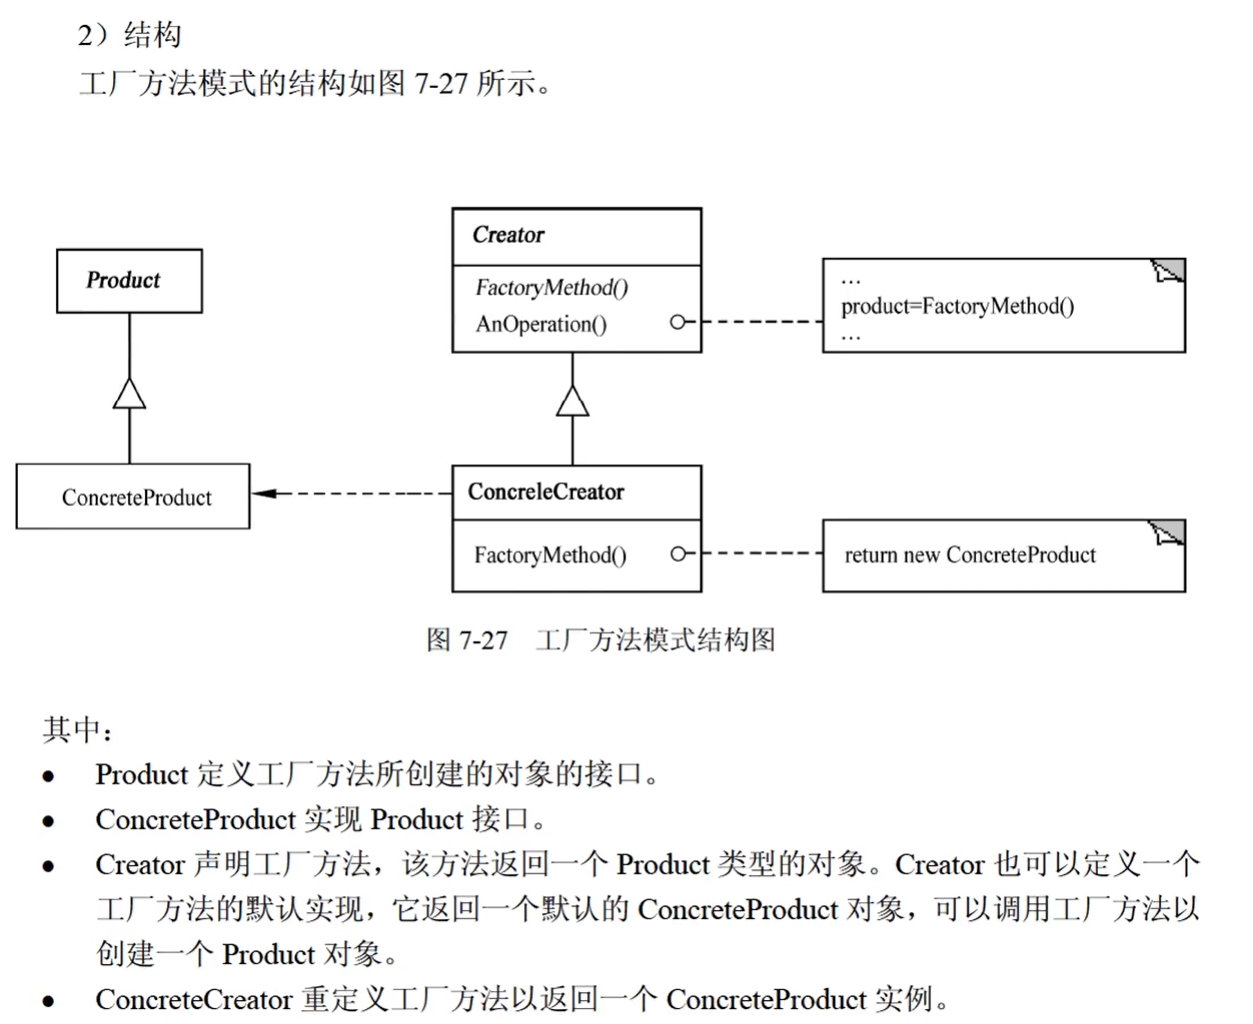 2）结构
工厂方法模式的结构如图 7-27 所示。
Creator
Product
FactoryMethod()
AnOperation()
...
product=FactoryMethod()
...
ConcreteProduct
ConcreleCreator
FactoryMethod()
return new ConcreteProduct
图 7-27 工厂方法模式结构图
其中：
● Product 定义工厂方法所创建的对象的接口。
● ConcreteProduct 实现 Product 接口。
● Creator 声明工厂方法，该方法返回一个 Product 类型的对象。Creator 也可以定义一个
工厂方法的默认实现，它返回一个默认的 ConcreteProduct 对象，可以调用工厂方法以
创建一个 Product 对象。
● ConcreteCreator 重定义工厂方法以返回一个 ConcreteProduct 实例。